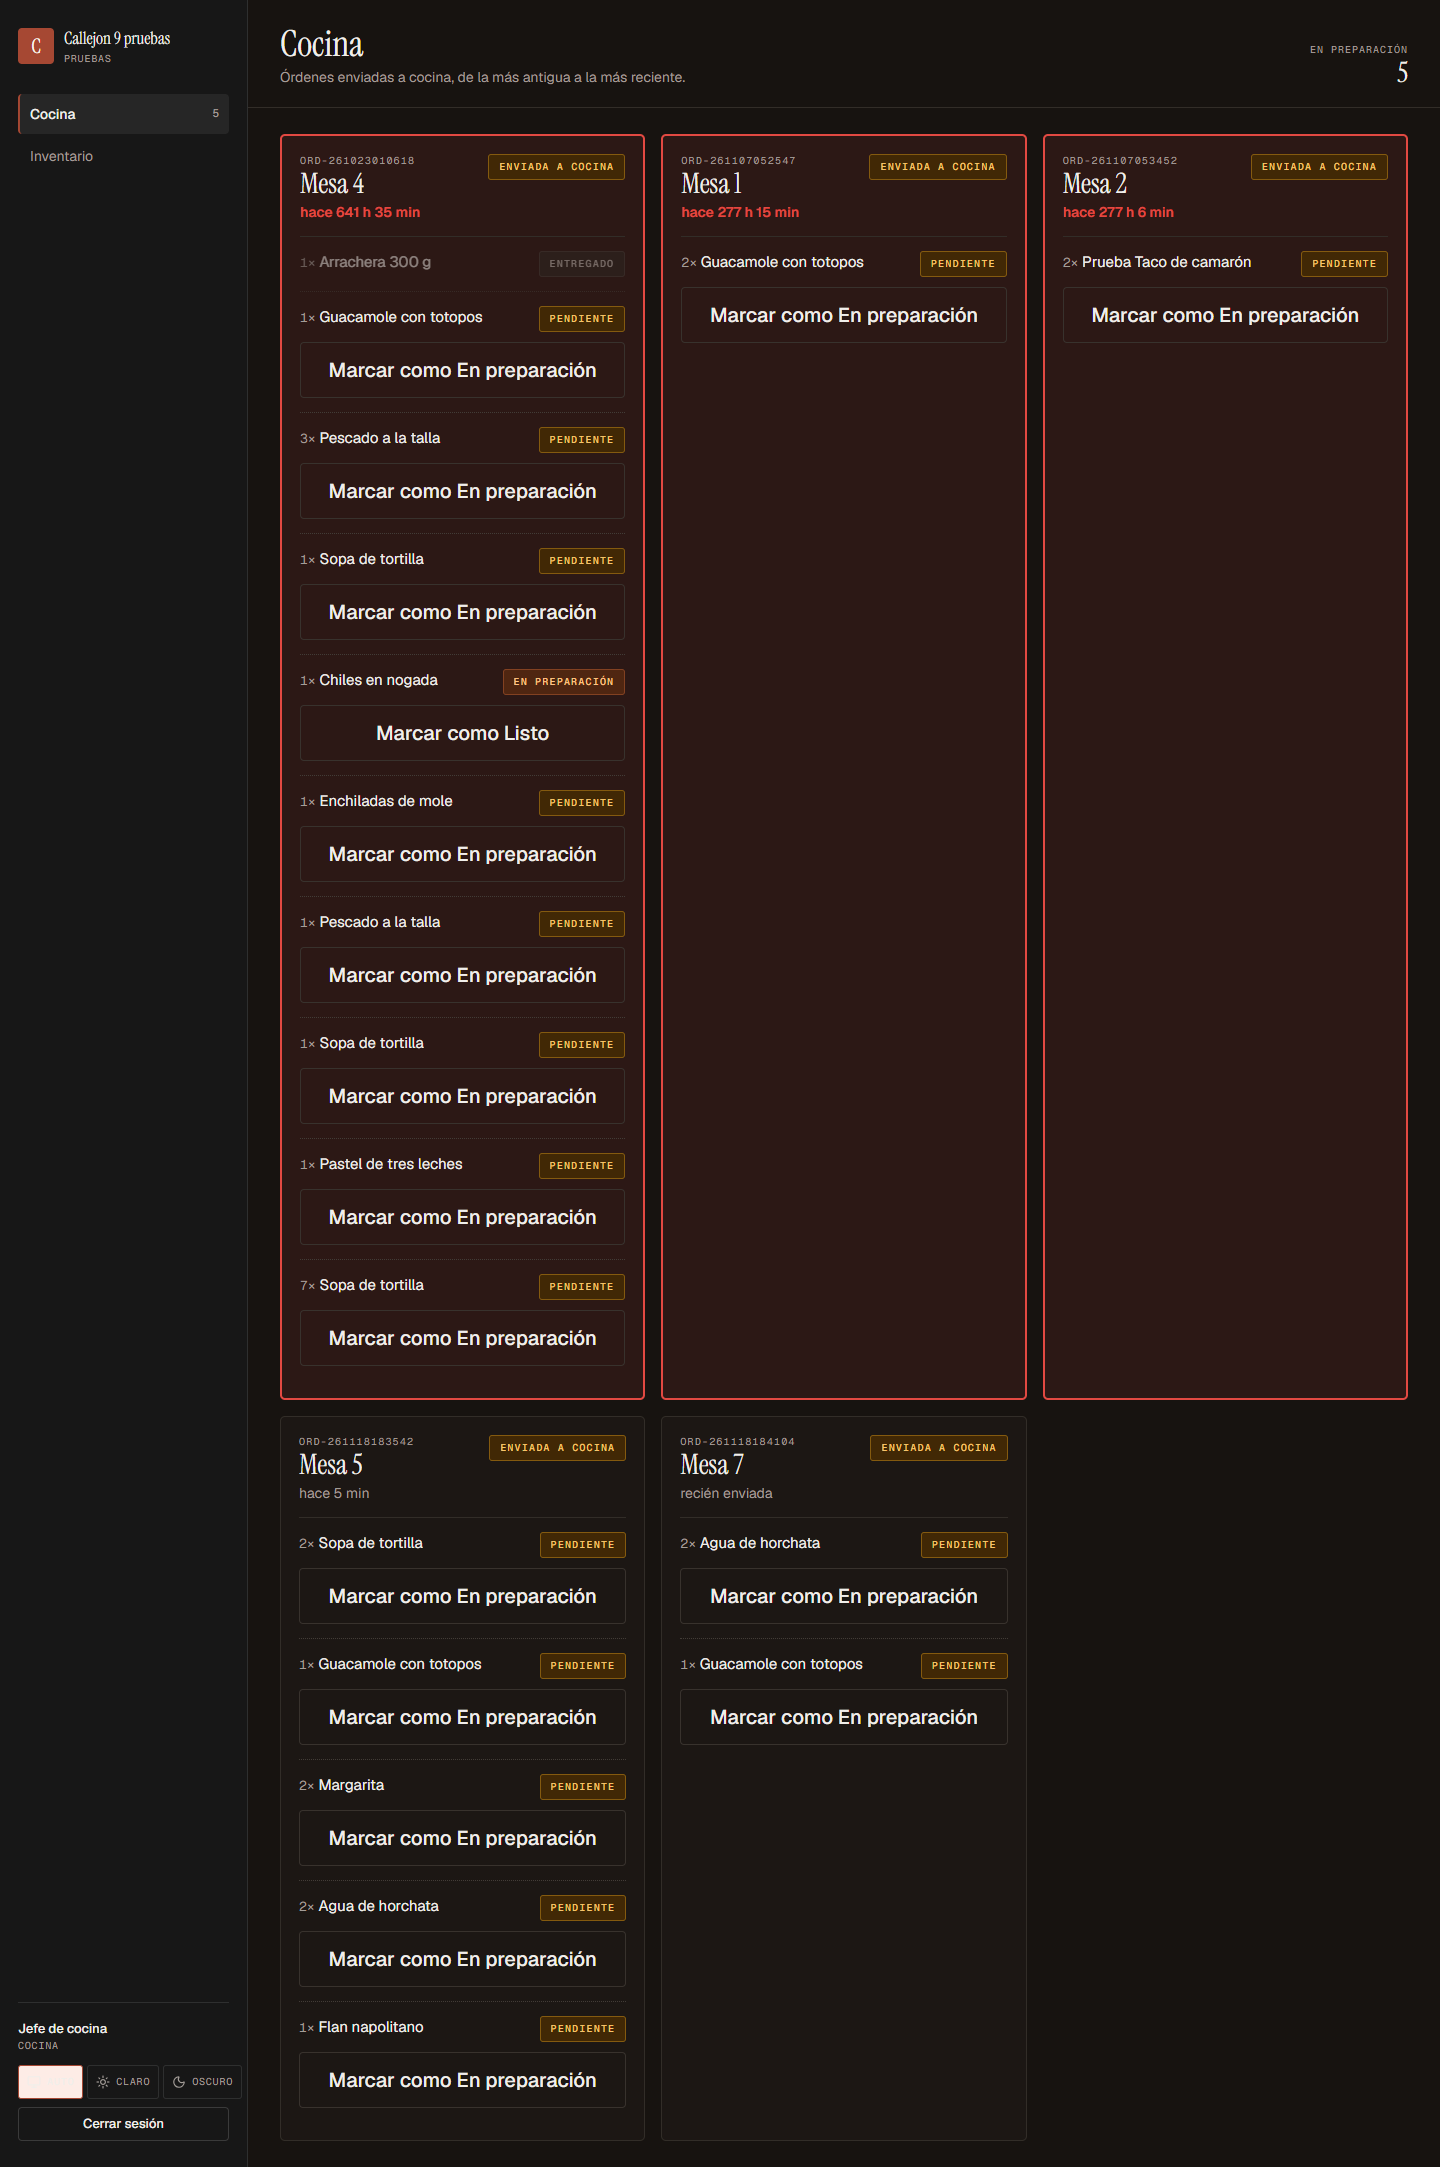 C
Callejon 9 pruebas
PRUEBAS
Cocina 5
Inventario
Cocina
Órdenes enviadas a cocina, de la más antigua a la más reciente.
EN PREPARACIÓN
5
ORD-261023010618
ENVIADA A COCINA
Mesa 4
hace 641 h 35 min
1× Arrachera 300 g ENTREGADO
1× Guacamole con totopos PENDIENTE
Marcar como En preparación
3× Pescado a la talla PENDIENTE
Marcar como En preparación
1× Sopa de tortilla PENDIENTE
Marcar como En preparación
1× Chiles en nogada EN PREPARACIÓN
Marcar como Listo
1× Enchiladas de mole PENDIENTE
Marcar como En preparación
1× Pescado a la talla PENDIENTE
Marcar como En preparación
1× Sopa de tortilla PENDIENTE
Marcar como En preparación
1× Pastel de tres leches PENDIENTE
Marcar como En preparación
7× Sopa de tortilla PENDIENTE
Marcar como En preparación
ORD-261107052547
ENVIADA A COCINA
Mesa 1
hace 277 h 15 min
2× Guacamole con totopos PENDIENTE
Marcar como En preparación
ORD-261107053452
ENVIADA A COCINA
Mesa 2
hace 277 h 6 min
2× Prueba Taco de camarón PENDIENTE
Marcar como En preparación
ORD-261118183542
ENVIADA A COCINA
Mesa 5
hace 5 min
2× Sopa de tortilla PENDIENTE
Marcar como En preparación
1× Guacamole con totopos PENDIENTE
Marcar como En preparación
2× Margarita PENDIENTE
Marcar como En preparación
2× Agua de horchata PENDIENTE
Marcar como En preparación
1× Flan napolitano PENDIENTE
Marcar como En preparación
ORD-261118184104
ENVIADA A COCINA
Mesa 7
recién enviada
2× Agua de horchata PENDIENTE
Marcar como En preparación
1× Guacamole con totopos PENDIENTE
Marcar como En preparación
Jefe de cocina
COCINA
CLARO
OSCURO
Cerrar sesión